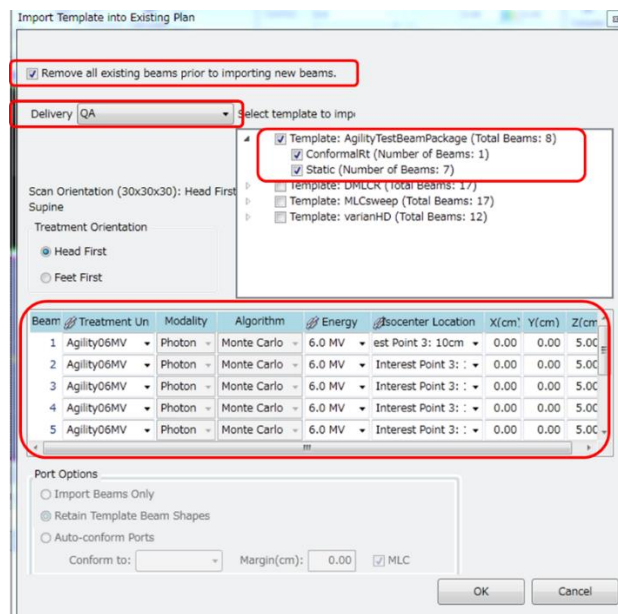 Import Template into Existing Plan
Remove all existing beams prior to importing new beams.
Delivery QA Select template to impo
Template: AgilityTestBeamPackage (Total Beams: 8)
ConformalRt (Number of Beams: 1)
Static (Number of Beams: 7)
Template: DMLCR (Total Beams: 17)
Template: MLCsweep (Total Beams: 17)
Template: varianHD (Total Beams: 12)
Scan Orientation (30x30x30): Head First
Supine
Treatment Orientation
Head First
Feet First
Beam Treatment Un Modality Algorithm Energy Isocenter Location X(cm) Y(cm) Z(cm
1 Agility06MV Photon Monte Carlo 6.0 MV est Point 3: 10cm 0.00 0.00 5.00
2 Agility06MV Photon Monte Carlo 6.0 MV Interest Point 3: : 0.00 0.00 5.00
3 Agility06MV Photon Monte Carlo 6.0 MV Interest Point 3: : 0.00 0.00 5.00
4 Agility06MV Photon Monte Carlo 6.0 MV Interest Point 3: : 0.00 0.00 5.00
5 Agility06MV Photon Monte Carlo 6.0 MV Interest Point 3: : 0.00 0.00 5.00
Port Options
Import Beams Only
Retain Template Beam Shapes
Auto-conform Ports
Conform to: Margin(cm): 0.00 MLC
OK Cancel